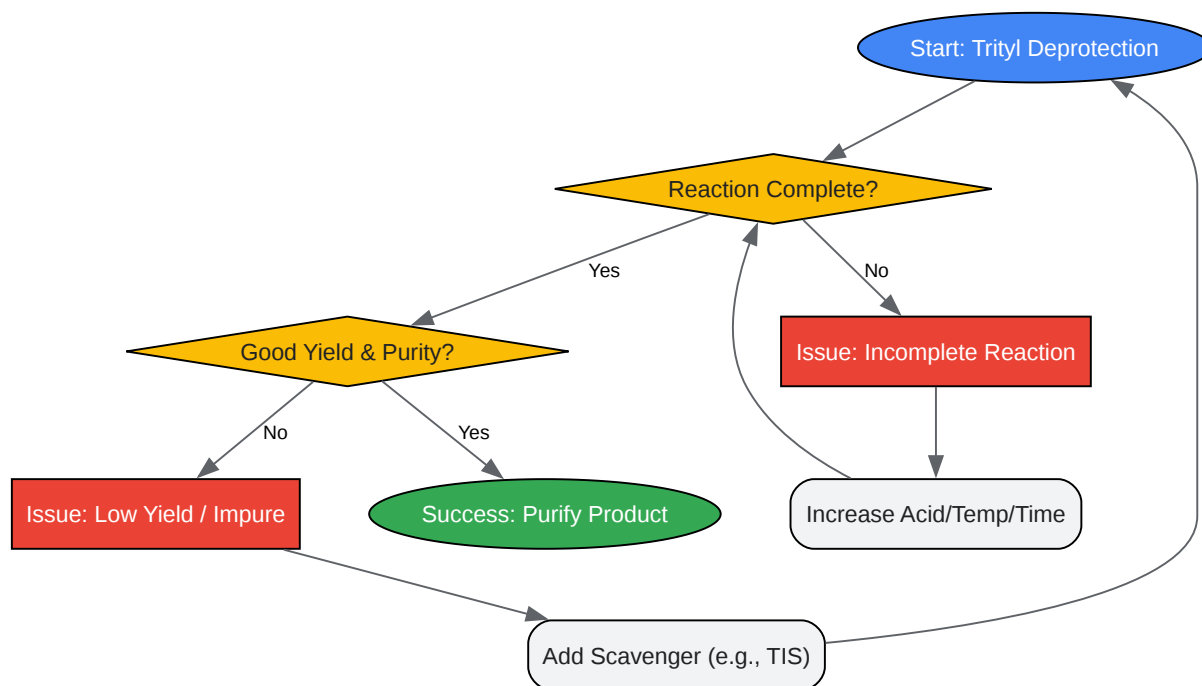 Start: Trityl Deprotection
Reaction Complete?
Yes
No
Good Yield & Purity?
Issue: Incomplete Reaction
No
Yes
Issue: Low Yield / Impure
Success: Purify Product
Increase Acid/Temp/Time
Add Scavenger (e.g., TIS)